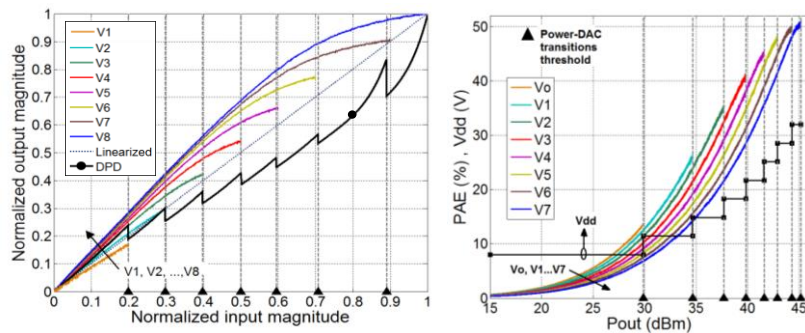 Normalized output magnitude
1
0.9
0.8
0.7
0.6
0.5
0.4
0.3
0.2
0.1
0
V1
V2
V3
V4
V5
V6
V7
V8
Linearized
DPD
V1, V2, ...,V8
0 0.1 0.2 0.3 0.4 0.5 0.6 0.7 0.8 0.9 1
Normalized input magnitude
PAE (%) , Vdd (V)
60
50
40
30
20
10
0
Power-DAC
transitions
threshold
Vo
V1
V2
V3
V4
V5
V6
V7
Vdd
Vo, V1...V7
15 20 25 30 35 40 45
Pout (dBm)